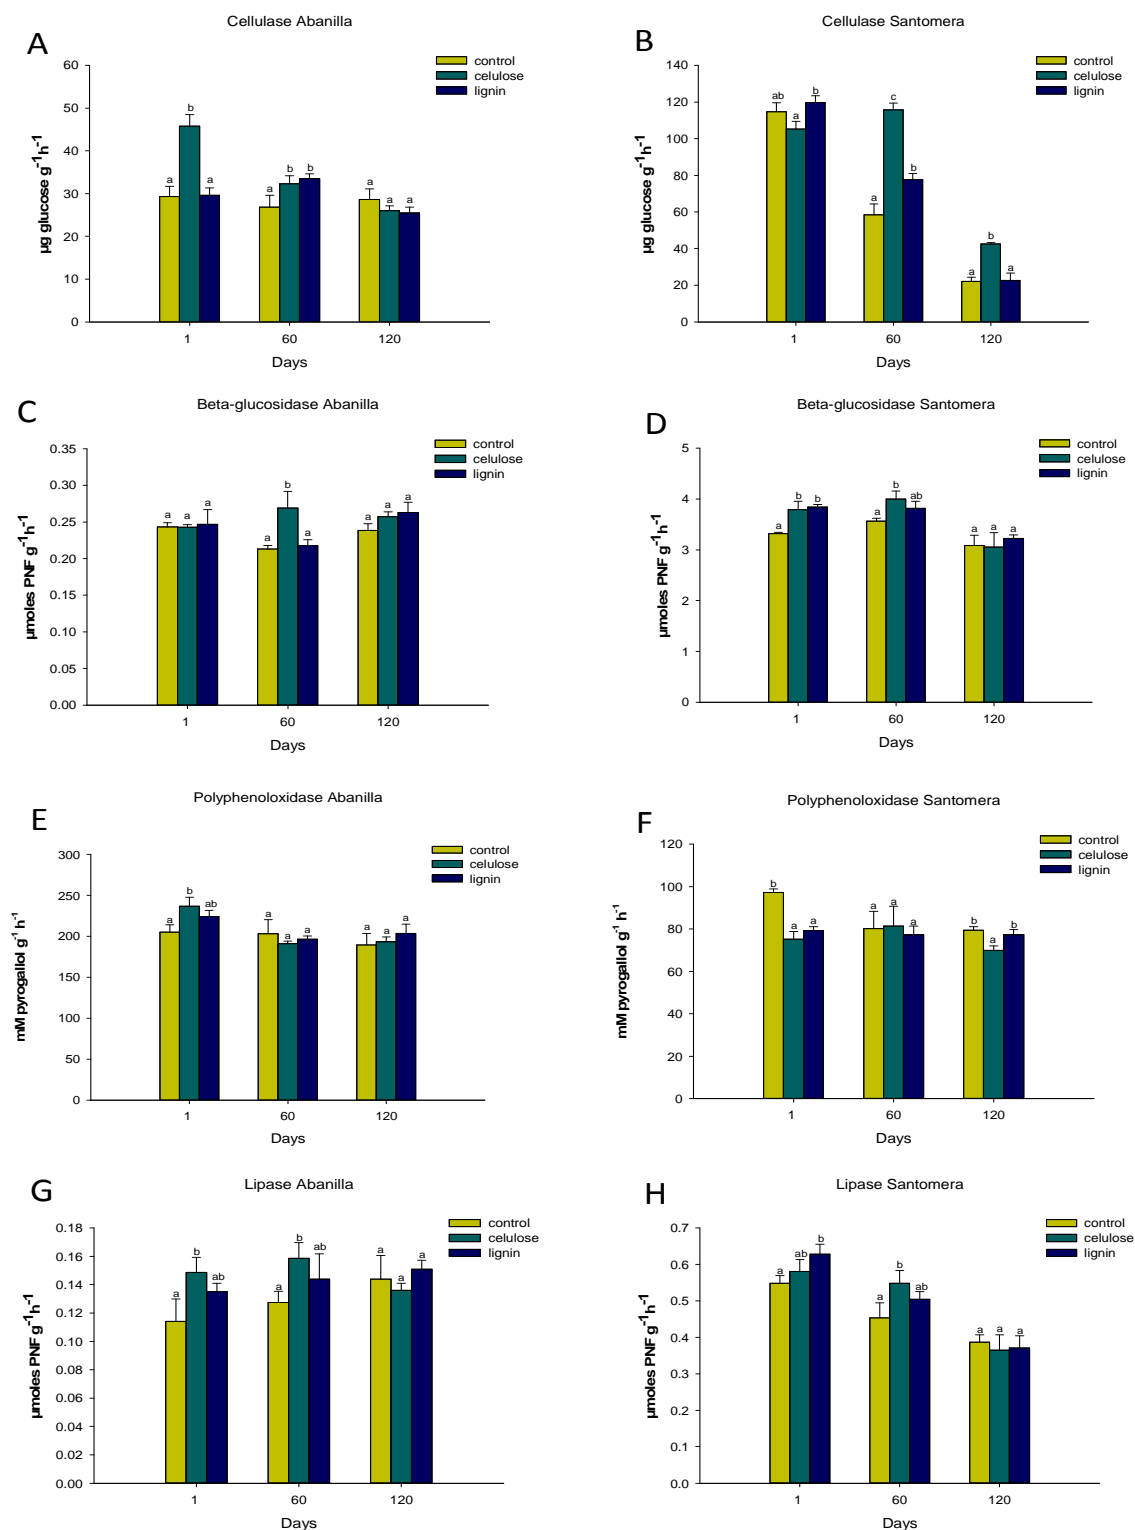 Cellulase Abanilla
A
control
celulose
lignin
60
50
40
30
20
10
0
µg glucose g⁻¹h⁻¹
a b a
a b b
a a a
1 60 120
Days
Cellulase Santomera
B
control
celulose
lignin
140
120
100
80
60
40
20
0
µg glucose g⁻¹h⁻¹
ab a b
a c b
a b a
1 60 120
Days
Beta-glucosidase Abanilla
C
control
celulose
lignin
0.35
0.30
0.25
0.20
0.15
0.10
0.05
0.00
µmoles PNF g⁻¹h⁻¹
a a a
a b a
a a a
1 60 120
Days
Beta-glucosidase Santomera
D
control
celulose
lignin
5
4
3
2
1
0
µmoles PNF g⁻¹h⁻¹
a b b
a b ab
a a a
1 60 120
Days
Polyphenoloxidase Abanilla
E
control
celulose
lignin
300
250
200
150
100
50
0
mM pyrogallol g⁻¹ h⁻¹
a b ab
a a a
a a a
1 60 120
Days
Polyphenoloxidase Santomera
F
control
celulose
lignin
120
100
80
60
40
20
0
mM pyrogallol g⁻¹ h⁻¹
b a a
a a a
b a b
1 60 120
Days
Lipase Abanilla
G
control
celulose
lignin
0.18
0.16
0.14
0.12
0.10
0.08
0.06
0.04
0.02
0.00
µmoles PNF g⁻¹h⁻¹
a b ab
a b ab
a a a
1 60 120
Days
Lipase Santomera
H
control
celulose
lignin
0.7
0.6
0.5
0.4
0.3
0.2
0.1
0.0
µmoles PNF g⁻¹h⁻¹
a ab b
a b ab
a a a
1 60 120
Days